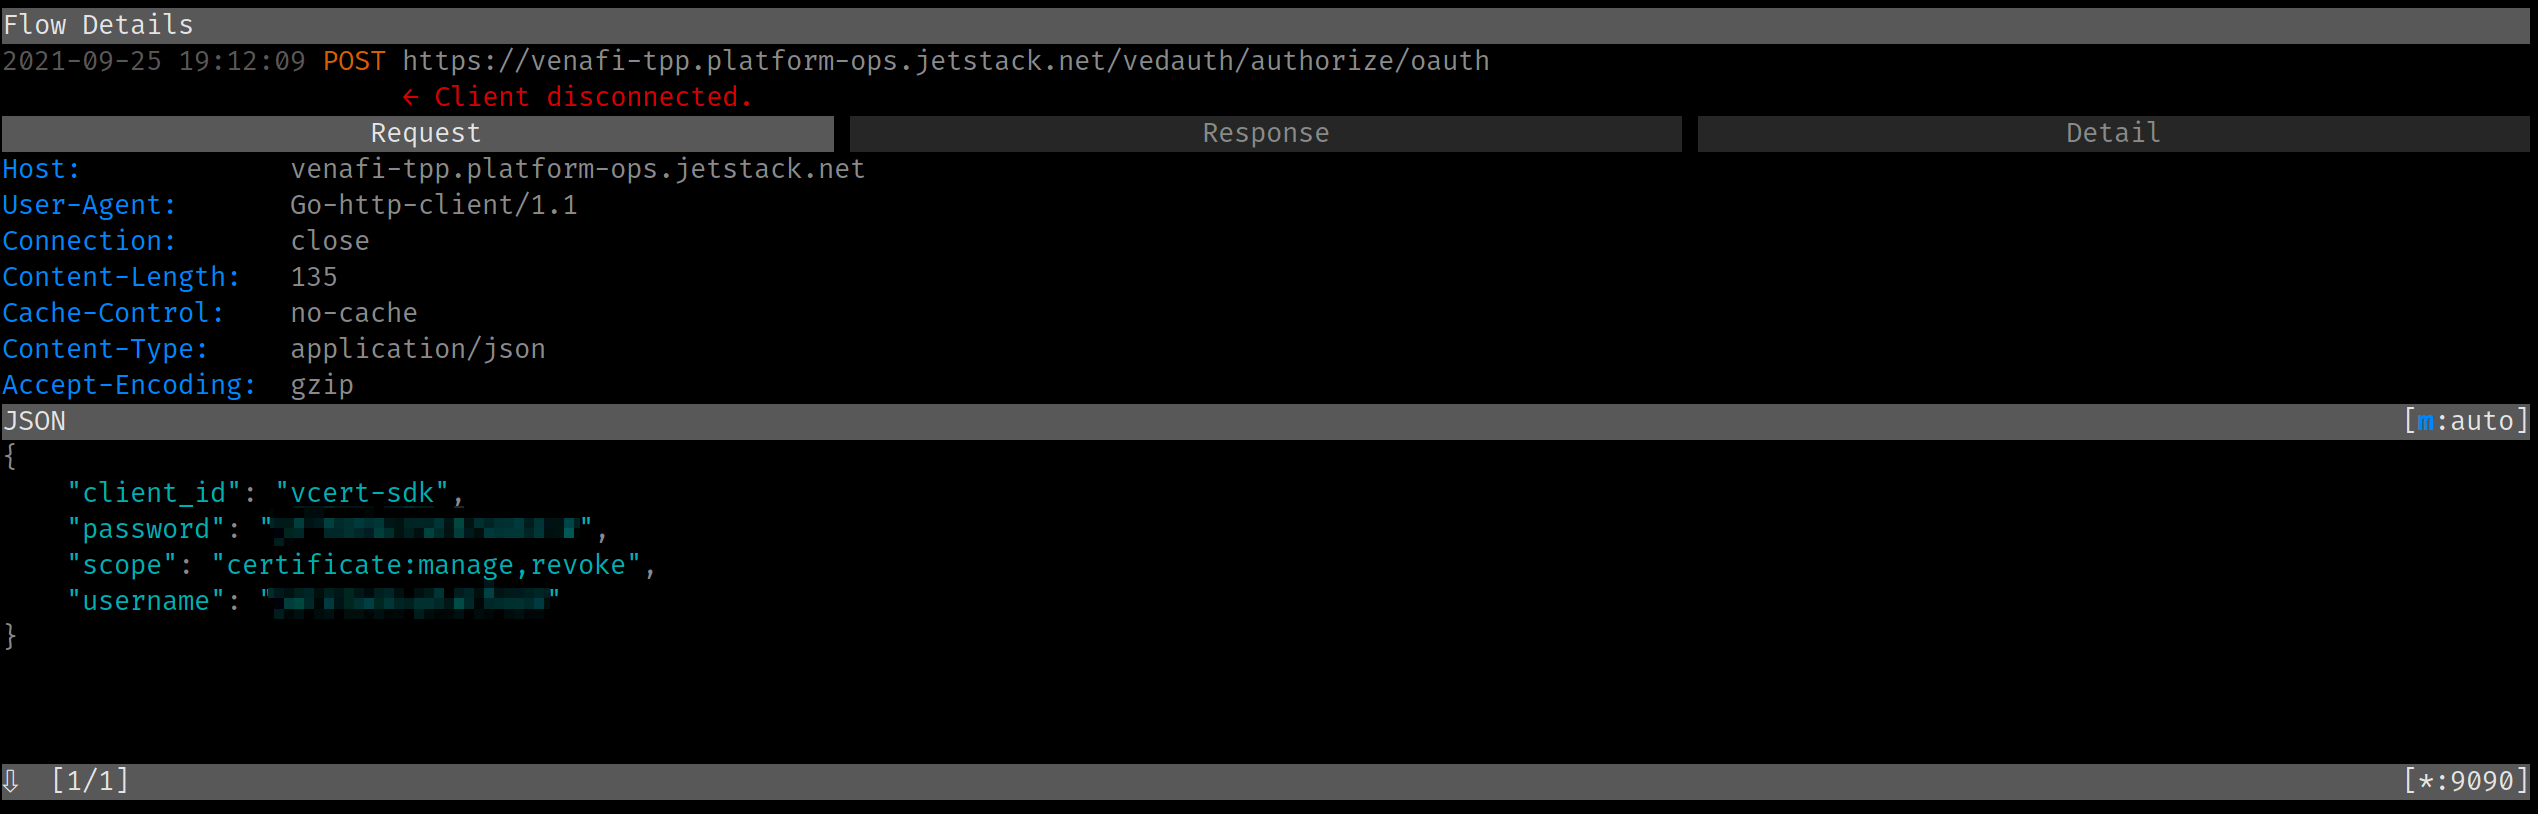 Flow Details
2021-09-25 19:12:09 POST https://venafi-tpp.platform-ops.jetstack.net/vedauth/authorize/oauth
← Client disconnected.
Request Response Detail
Host: venafi-tpp.platform-ops.jetstack.net
User-Agent: Go-http-client/1.1
Connection: close
Content-Length: 135
Cache-Control: no-cache
Content-Type: application/json
Accept-Encoding: gzip
JSON [m:auto]
{
    "client_id": "vcert-sdk",
    "password": "",
    "scope": "certificate:manage,revoke",
    "username": ""
}
⇩ [1/1] [*:9090]